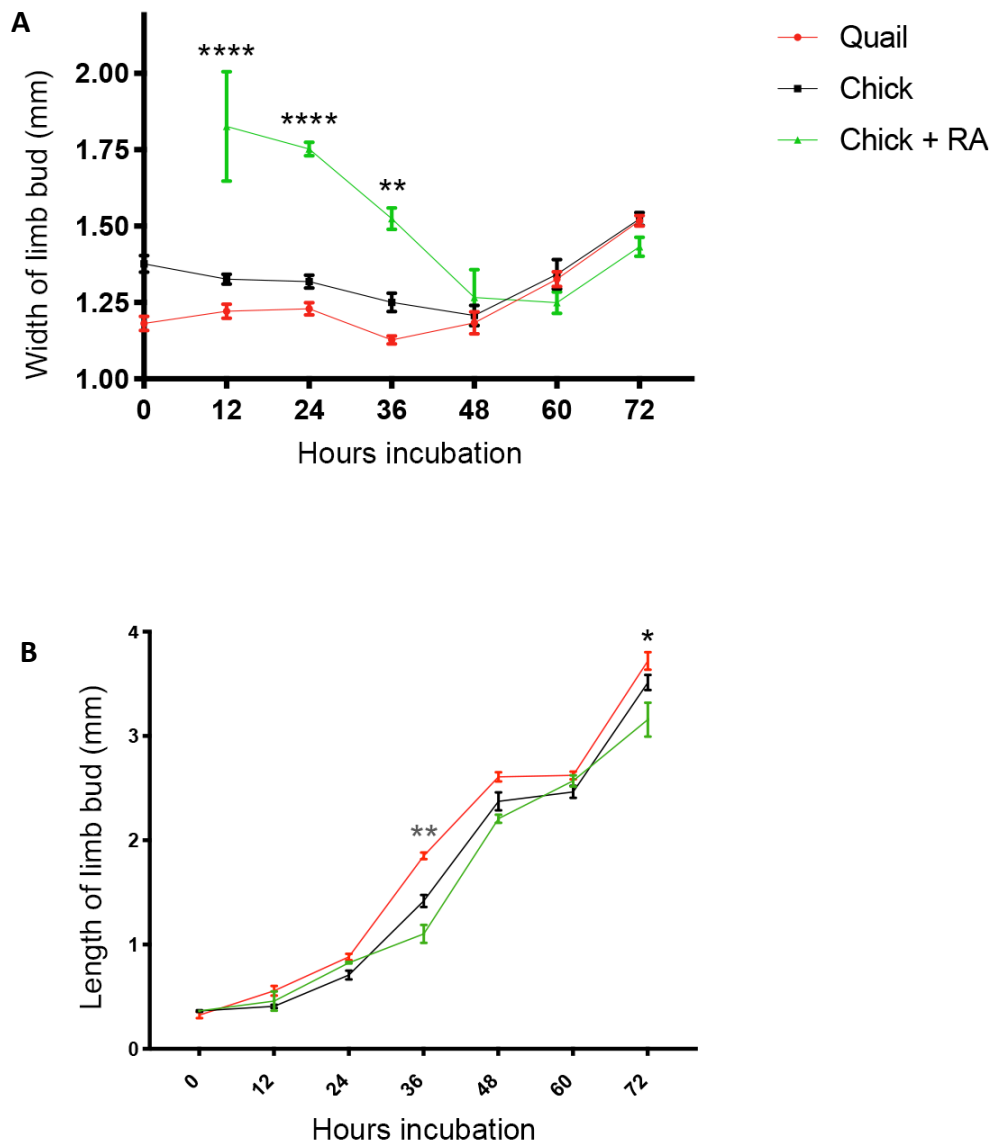 A
Width of limb bud (mm)
2.00
1.75
1.50
1.25
1.00
****
****
**
0 12 24 36 48 60 72
Hours incubation
Quail
Chick
Chick + RA
B
Length of limb bud (mm)
4
3
2
1
0
**
*
0 12 24 36 48 60 72
Hours incubation